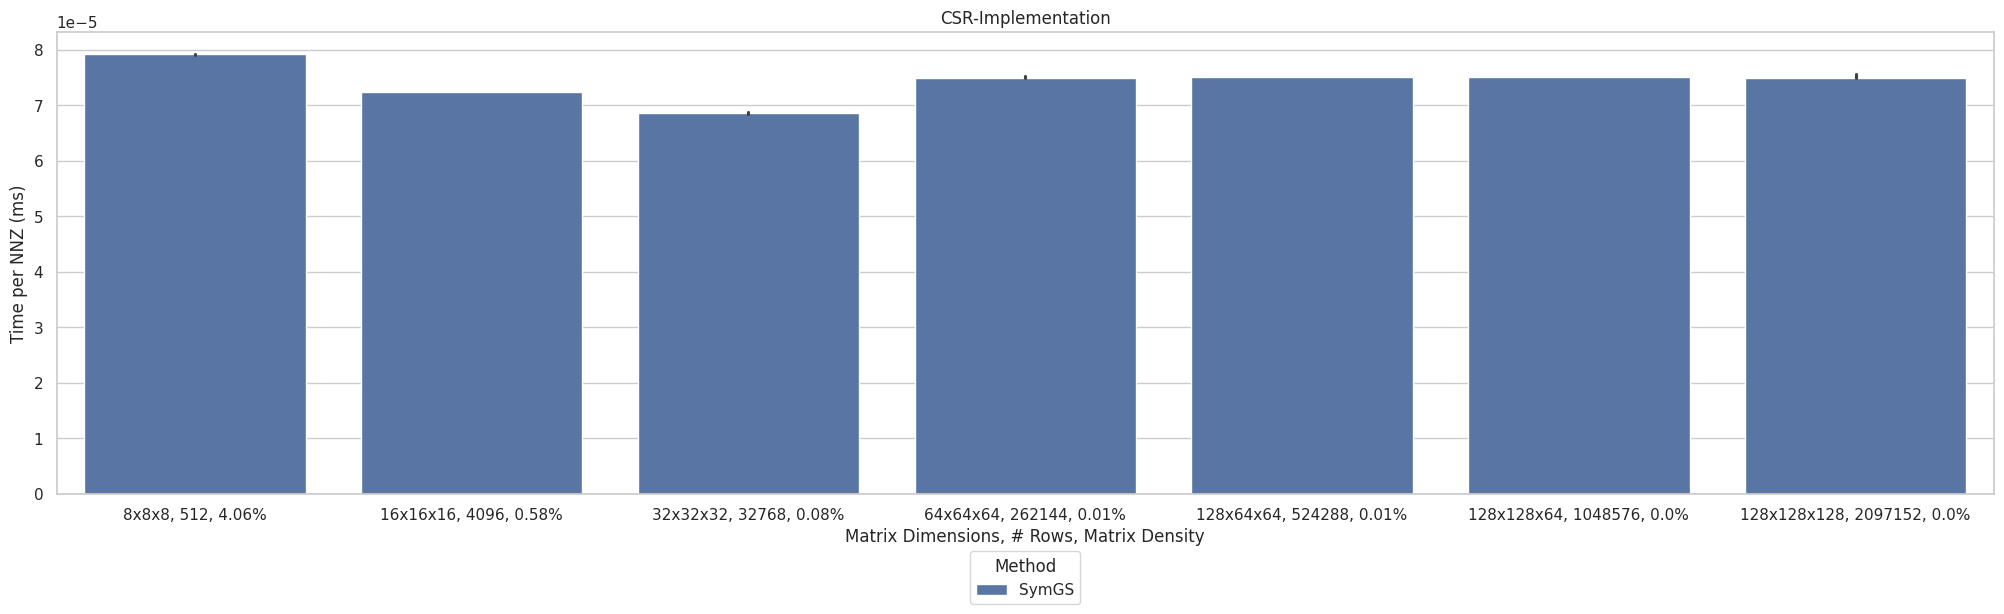 CSR-Implementation
1e−5
8
7
6
5
4
3
2
1
0
Time per NNZ (ms)
8x8x8, 512, 4.06%
16x16x16, 4096, 0.58%
32x32x32, 32768, 0.08%
64x64x64, 262144, 0.01%
128x64x64, 524288, 0.01%
128x128x64, 1048576, 0.0%
128x128x128, 2097152, 0.0%
Matrix Dimensions, # Rows, Matrix Density
Method
SymGS